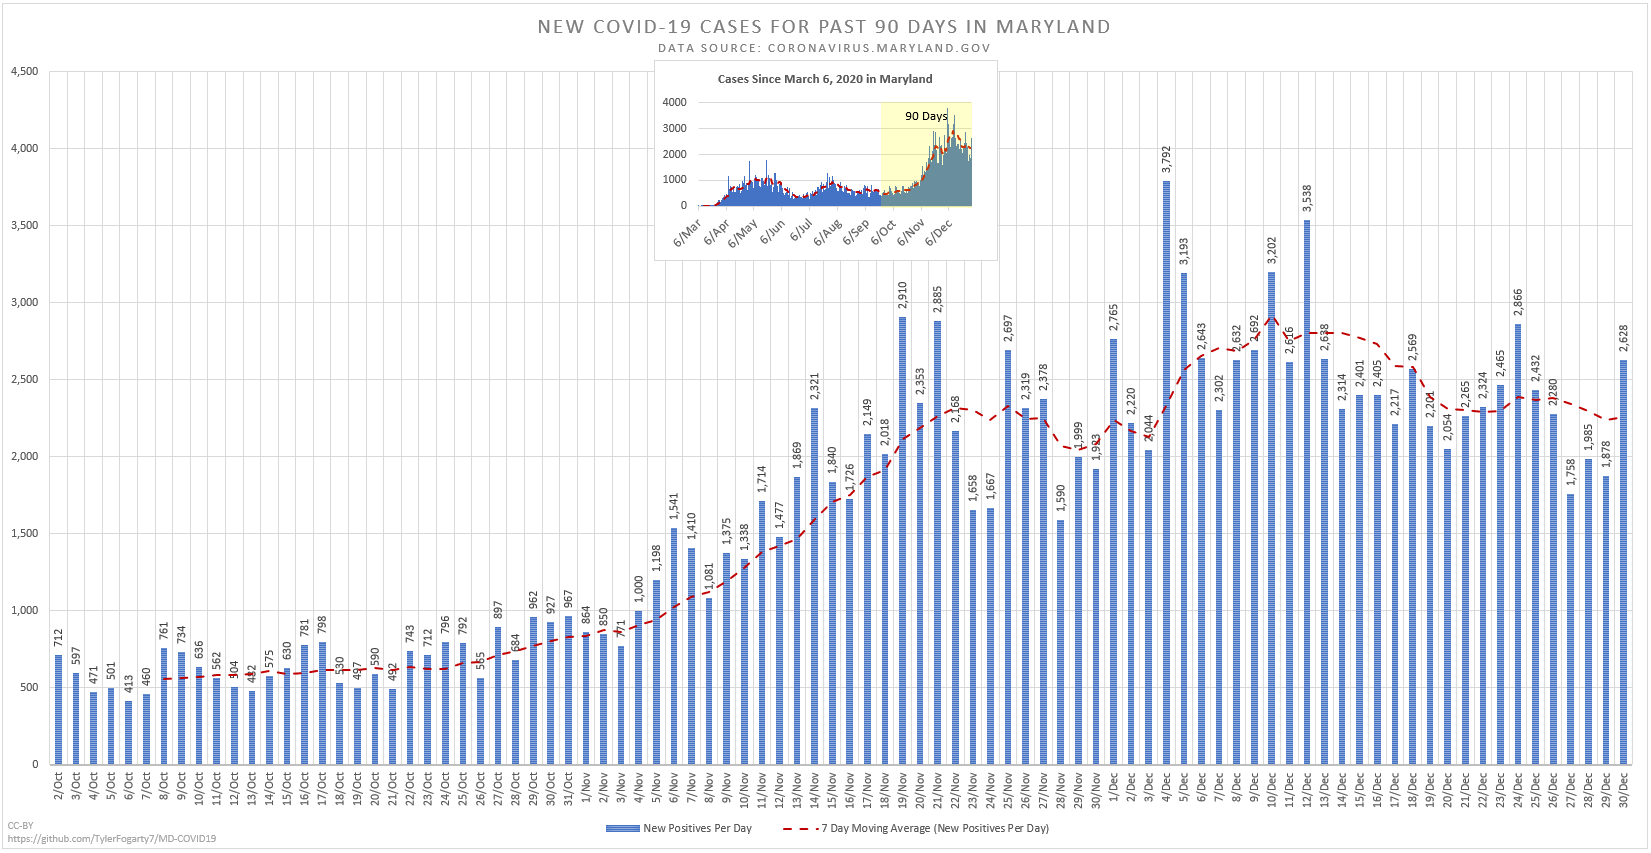 NEW COVID-19 CASES FOR PAST 90 DAYS IN MARYLAND
DATA SOURCE: CORONAVIRUS.MARYLAND.GOV
Cases Since March 6, 2020 in Maryland
90 Days
4000
3000
2000
1000
0
6/Mar 6/Apr 6/May 6/Jun 6/Jul 6/Aug 6/Sep 6/Oct 6/Nov 6/Dec
4,500
4,000
3,500
3,000
2,500
2,000
1,500
1,000
500
0
712 597 471 501 413 460 761 734 636 562 504 482 575 630 781 798 530 497 590 492 743 712 796 792 565 897 684 962 927 967 864 850 771 1,000 1,198 1,541 1,410 1,081 1,375 1,338 1,714 1,477 1,869 2,321 1,840 1,726 2,149 2,018 2,910 2,353 2,885 2,168 1,658 1,667 2,697 2,319 2,378 1,590 1,999 1,923 2,765 2,220 2,044 3,792 3,193 2,643 2,302 2,632 2,692 3,202 2,616 3,538 2,638 2,314 2,401 2,405 2,217 2,569 2,201 2,054 2,265 2,324 2,465 2,866 2,432 2,280 1,758 1,985 1,878 2,628
2/Oct 3/Oct 4/Oct 5/Oct 6/Oct 7/Oct 8/Oct 9/Oct 10/Oct 11/Oct 12/Oct 13/Oct 14/Oct 15/Oct 16/Oct 17/Oct 18/Oct 19/Oct 20/Oct 21/Oct 22/Oct 23/Oct 24/Oct 25/Oct 26/Oct 27/Oct 28/Oct 29/Oct 30/Oct 31/Oct 1/Nov 2/Nov 3/Nov 4/Nov 5/Nov 6/Nov 7/Nov 8/Nov 9/Nov 10/Nov 11/Nov 12/Nov 13/Nov 14/Nov 15/Nov 16/Nov 17/Nov 18/Nov 19/Nov 20/Nov 21/Nov 22/Nov 23/Nov 24/Nov 25/Nov 26/Nov 27/Nov 28/Nov 29/Nov 30/Nov 1/Dec 2/Dec 3/Dec 4/Dec 5/Dec 6/Dec 7/Dec 8/Dec 9/Dec 10/Dec 11/Dec 12/Dec 13/Dec 14/Dec 15/Dec 16/Dec 17/Dec 18/Dec 19/Dec 20/Dec 21/Dec 22/Dec 23/Dec 24/Dec 25/Dec 26/Dec 27/Dec 28/Dec 29/Dec 30/Dec
New Positives Per Day
7 Day Moving Average (New Positives Per Day)
CC-BY
https://github.com/TylerFogarty7/MD-COVID19